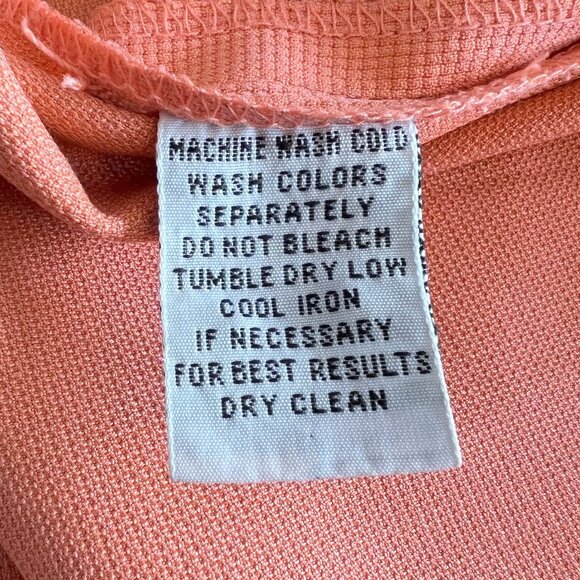 MACHINE WASH COLD
WASH COLORS
SEPARATELY
DO NOT BLEACH
TUMBLE DRY LOW
COOL IRON
IF NECESSARY
FOR BEST RESULTS
DRY CLEAN